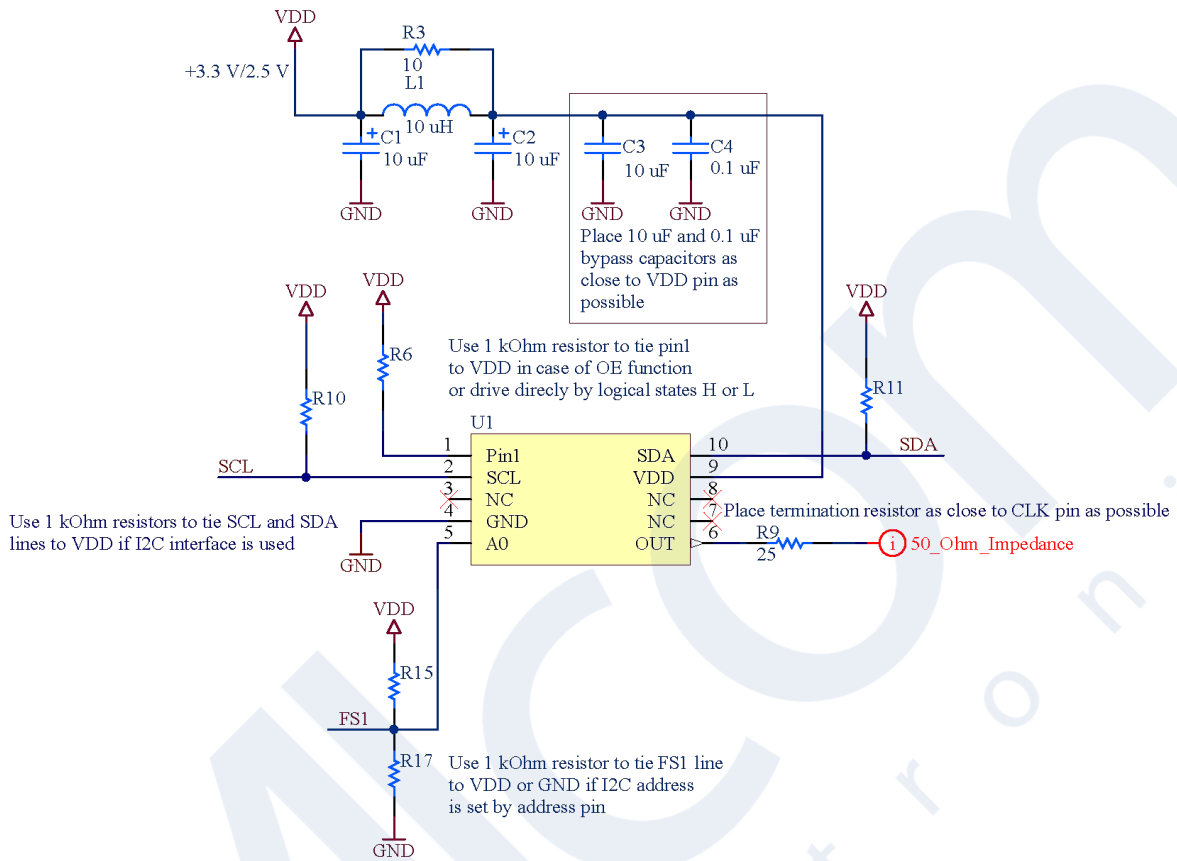 VDD
+3.3 V/2.5 V
R3
10
L1
10 uH
C1
10 uF
C2
10 uF
C3
10 uF
C4
0.1 uF
GND
GND
GND
GND
Place 10 uF and 0.1 uF
bypass capacitors as
close to VDD pin as
possible
VDD
VDD
VDD
R6
R10
R11
Use 1 kOhm resistor to tie pin1
to VDD in case of OE function
or drive direcly by logical states H or L
U1
1
Pin1
SDA
10
SDA
SCL
2
SCL
VDD
9
3
NC
NC
8
4
GND
NC
7
5
A0
OUT
6
Use 1 kOhm resistors to tie SCL and SDA
lines to VDD if I2C interface is used
GND
Place termination resistor as close to CLK pin as possible
R9
25
i
50_Ohm_Impedance
VDD
R15
FS1
R17
Use 1 kOhm resistor to tie FS1 line
to VDD or GND if I2C address
is set by address pin
GND
Mcom
tron.